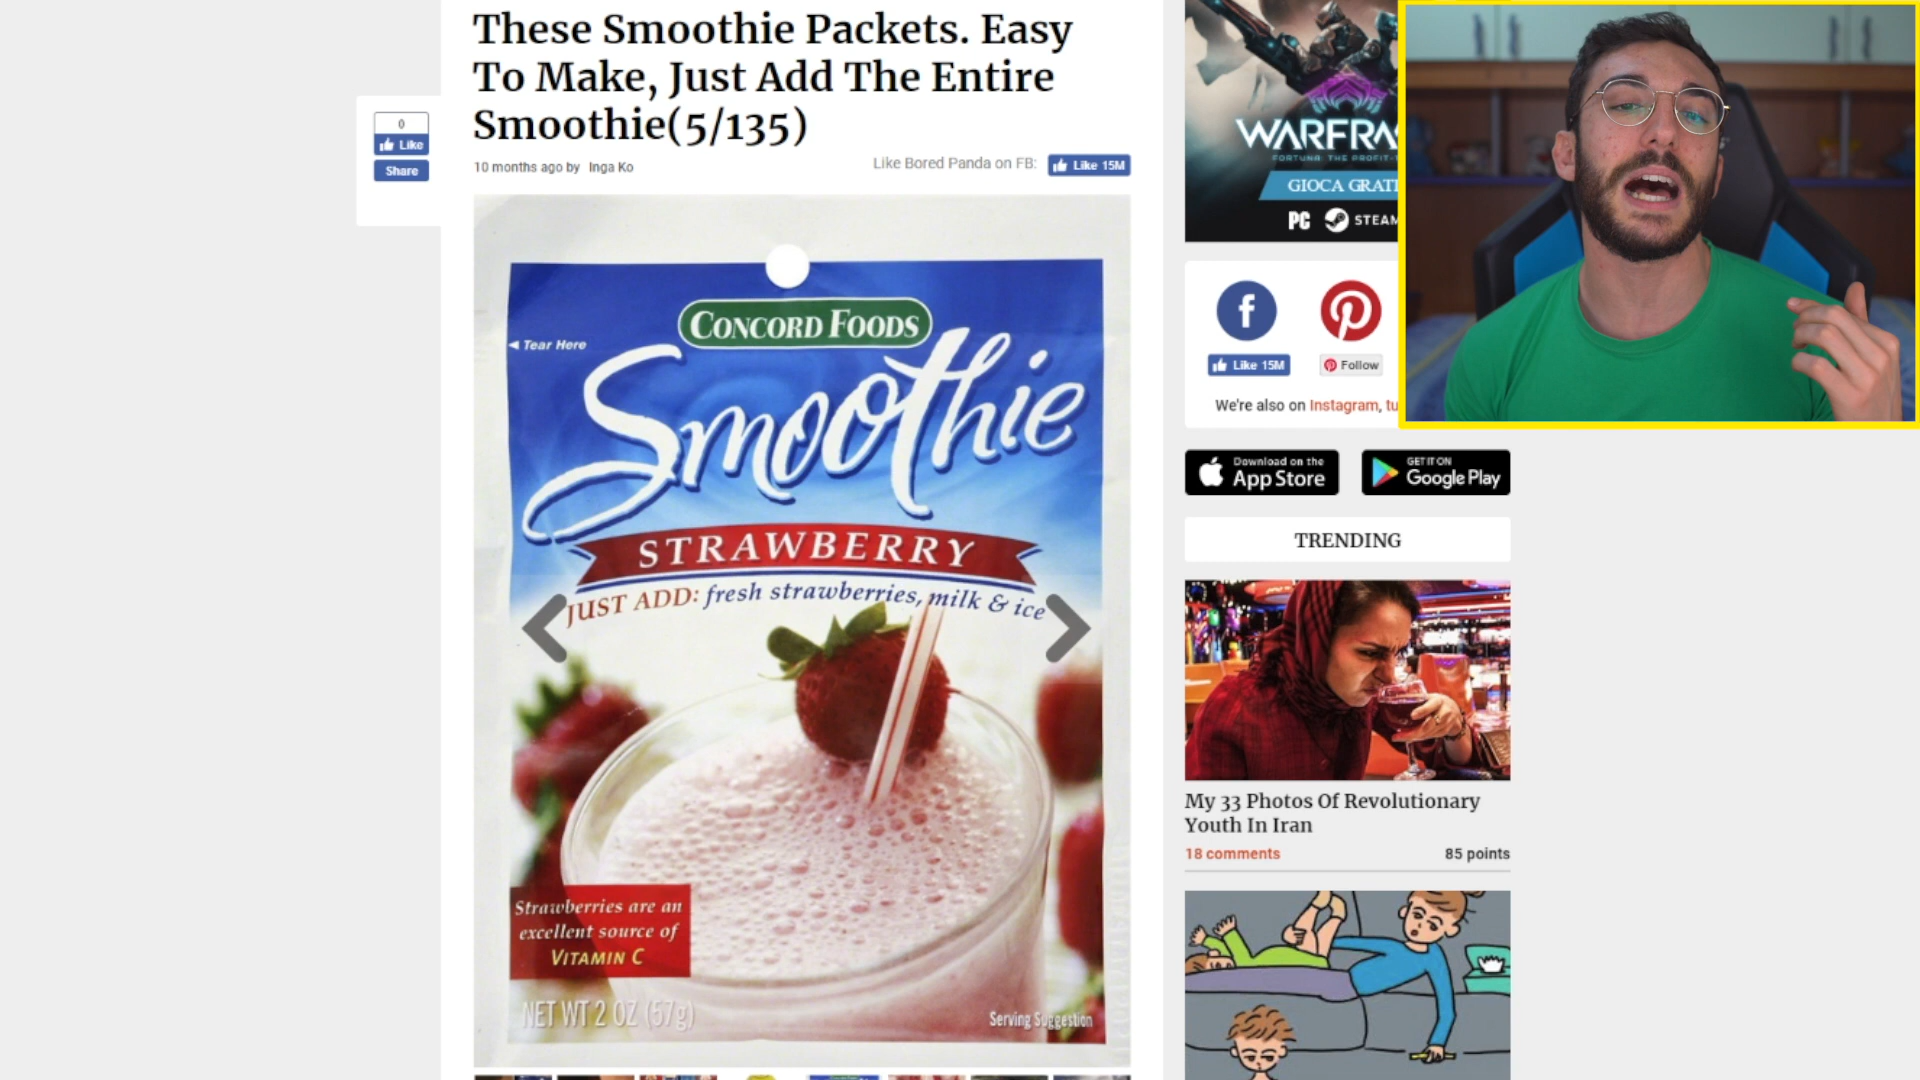 These Smoothie Packets. Easy
To Make, Just Add The Entire
Smoothie(5/135)
10 months ago by Inga Ko
Like Bored Panda on FB:
Like 15M
0
Like
Share
CONCORD FOODS
Tear Here
Smoothie
STRAWBERRY
JUST ADD: fresh strawberries, milk & ice
Strawberries are an
excellent source of
VITAMIN C
NET WT 2 OZ (57g)
Serving Suggestion
WARFRA
FORTUNA: THE PROFIT-T
GIOCA GRATI
PC STEAM
Like 15M
Follow
We're also on Instagram, tu
Download on the
App Store
GET IT ON
Google Play
TRENDING
My 33 Photos Of Revolutionary
Youth In Iran
18 comments
85 points